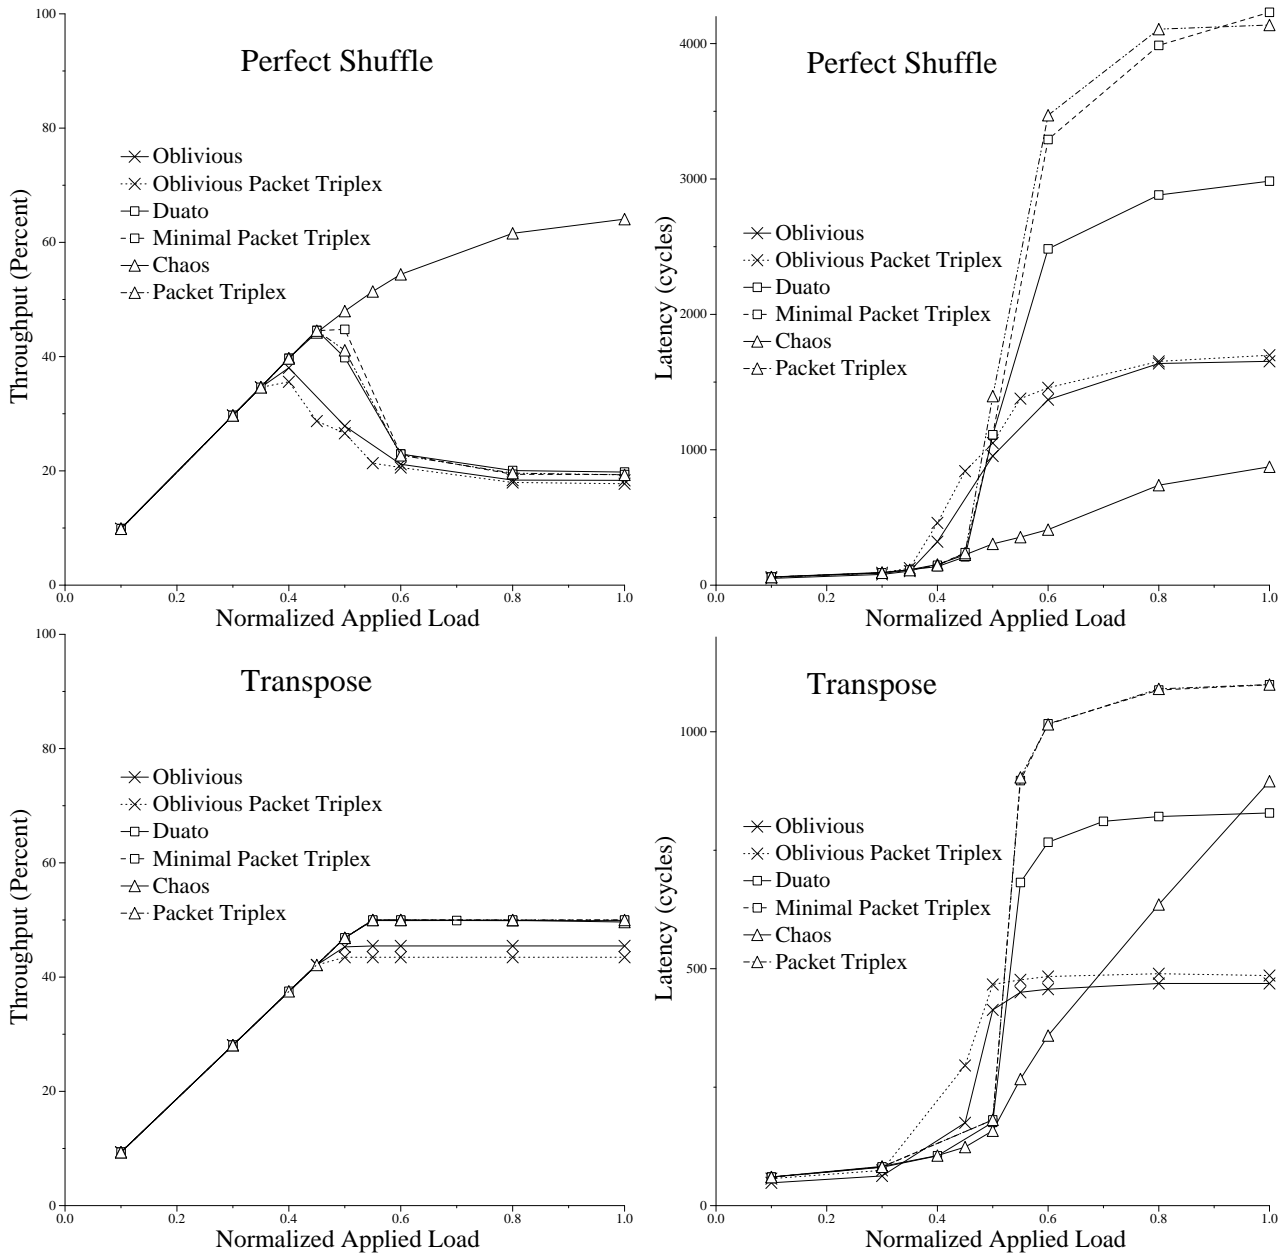 Perfect Shuffle
Throughput (Percent)
100
80
60
40
20
0
Oblivious
Oblivious Packet Triplex
Duato
Minimal Packet Triplex
Chaos
Packet Triplex
0.0 0.2 0.4 0.6 0.8 1.0
Normalized Applied Load
Perfect Shuffle
Latency (cycles)
4000
3000
2000
1000
0
Oblivious
Oblivious Packet Triplex
Duato
Minimal Packet Triplex
Chaos
Packet Triplex
0.0 0.2 0.4 0.6 0.8 1.0
Normalized Applied Load
Transpose
Throughput (Percent)
100
80
60
40
20
0
Oblivious
Oblivious Packet Triplex
Duato
Minimal Packet Triplex
Chaos
Packet Triplex
0.0 0.2 0.4 0.6 0.8 1.0
Normalized Applied Load
Transpose
Latency (cycles)
1000
500
0
Oblivious
Oblivious Packet Triplex
Duato
Minimal Packet Triplex
Chaos
Packet Triplex
0.0 0.2 0.4 0.6 0.8 1.0
Normalized Applied Load